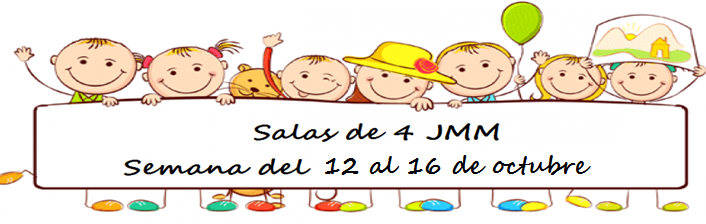 Salas de 4 JMM
Semana del 12 al 16 de octubre